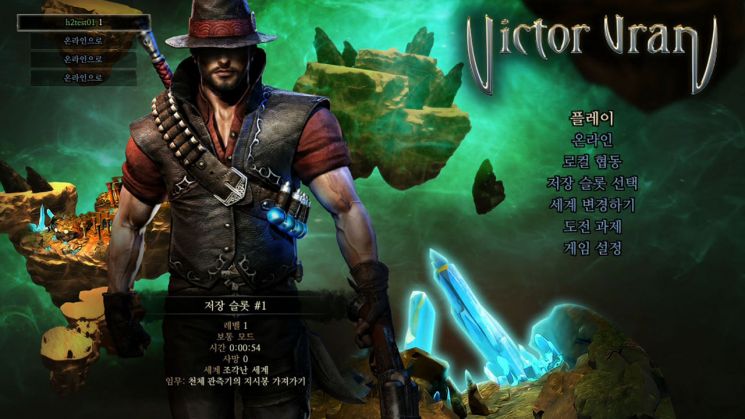 h2test01 1
온라인으로
온라인으로
온라인으로
Victor Vran
플레이
온라인
로컬 협동
저장 슬롯 선택
세계 변경하기
도전 과제
게임 설정
저장 슬롯 #1
레벨 1
보통 모드
시간 0:00:54
사망 0
세계 조각난 세계
임무: 천체 관측기의 지시봉 가져가기